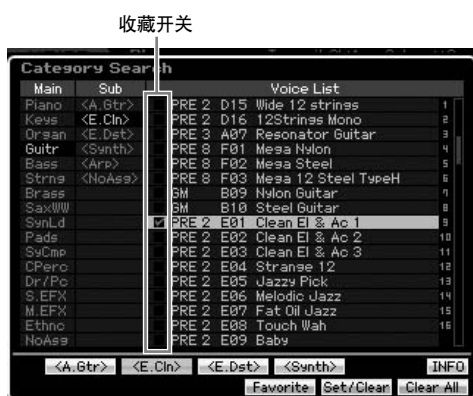 收藏开关
Category Search
Main Sub Voice List
Piano <A.Gtr> PRE 2 D15 Wide 12 strings 1
Keys <E.Cln> PRE 2 D16 12Strings Mono 2
Organ <E.Dst> PRE 3 A07 Resonator Guitar 3
Guitr <Synth> PRE 8 F01 Mega Nylon 4
Bass <Arp> PRE 8 F02 Mega Steel 5
Strng <NoAsg> PRE 8 F03 Mega 12 Steel TypeH 6
Brass GM B09 Nylon Guitar 7
SaxWW GM B10 Steel Guitar 8
SynLd PRE 2 E01 Clean El & Ac 1 9
Pads PRE 2 E02 Clean El & Ac 2 10
SyCmp PRE 2 E03 Clean El & Ac 3 11
CPerc PRE 2 E04 Strange 12 12
Dr/Pc PRE 2 E05 Jazzy Pick 13
S.EFX PRE 2 E06 Melodic Jazz 14
M.EFX PRE 2 E07 Fat Oil Jazz 15
Ethnc PRE 2 E08 Touch Wah 16
NoAsg PRE 2 E09 Baby
<A.Gtr> <E.Cln> <E.Dst> <Synth> INFO
Favorite Set/Clear Clear All